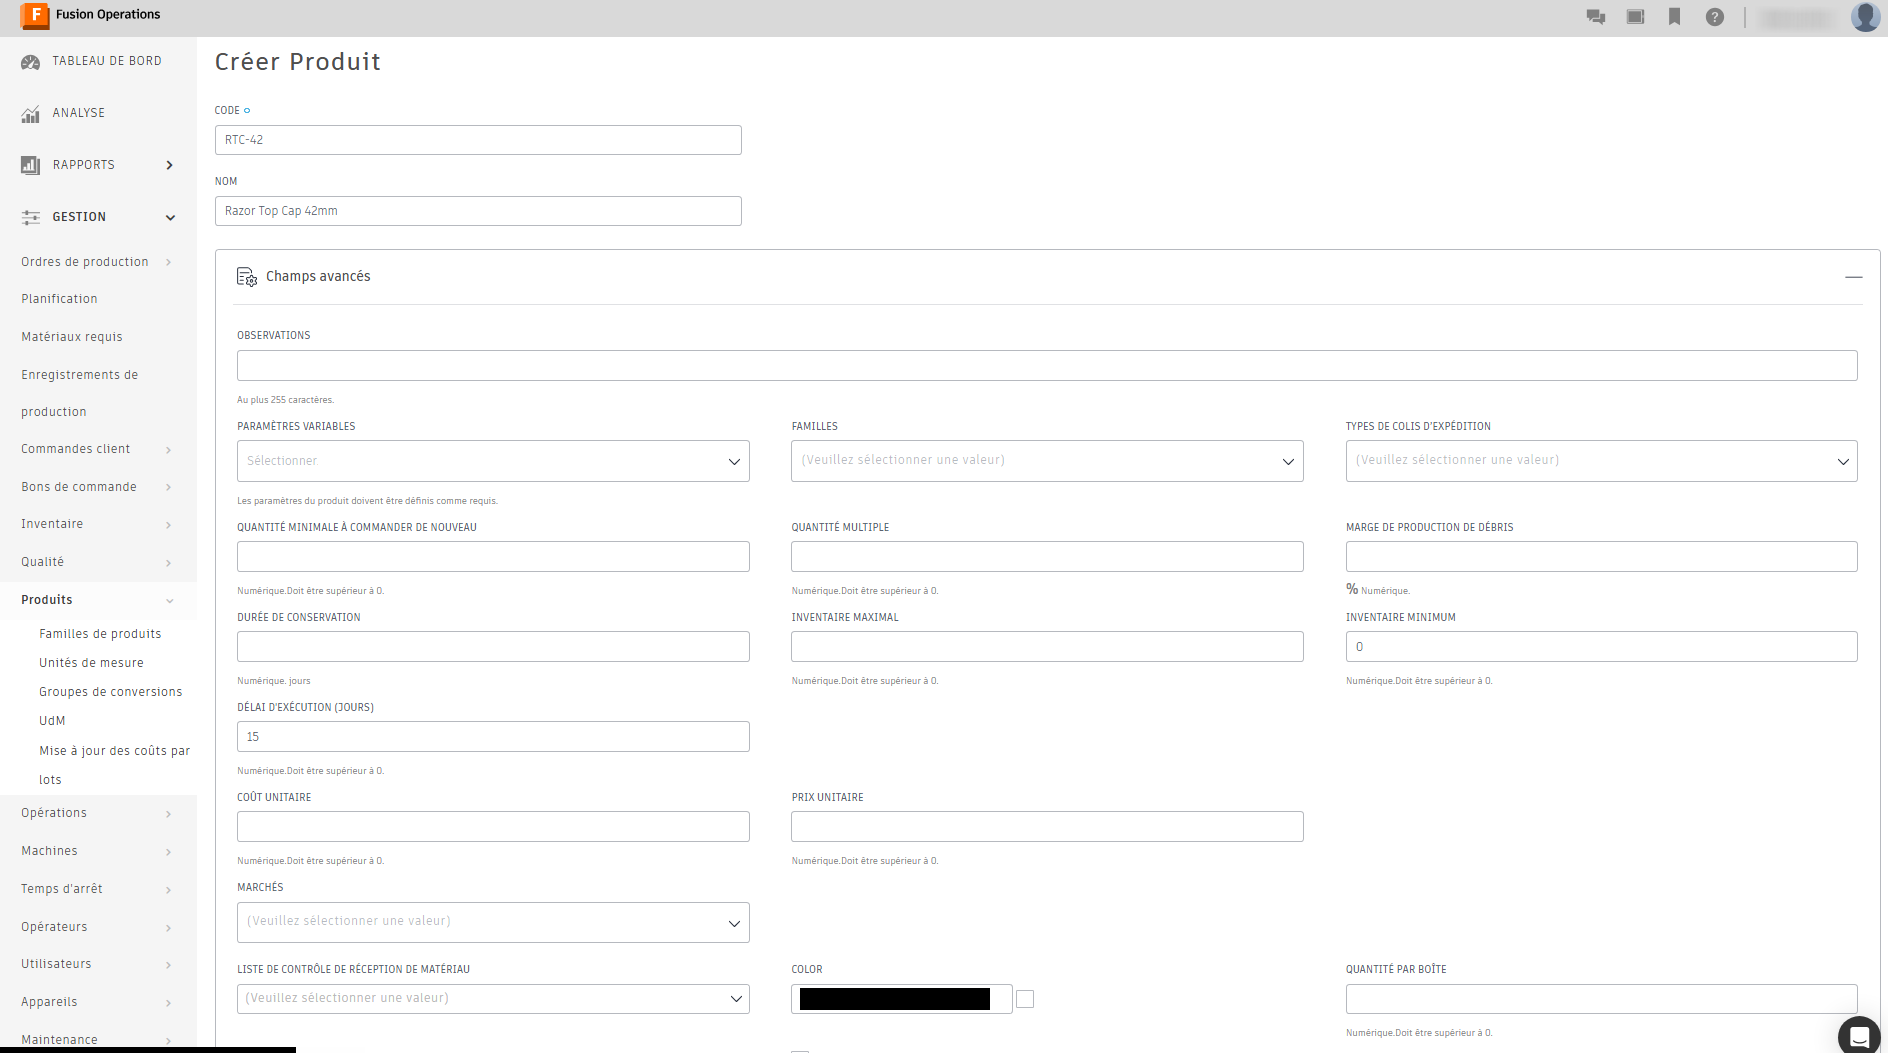 Fusion Operations
TABLEAU DE BORD
ANALYSE
RAPPORTS
GESTION
Ordres de production
Planification
Matériaux requis
Enregistrements de
production
Commandes client
Bons de commande
Inventaire
Qualité
Produits
Familles de produits
Unités de mesure
Groupes de conversions
UdM
Mise à jour des coûts par
lots
Opérations
Machines
Temps d'arrêt
Opérateurs
Utilisateurs
Appareils
Maintenance
Créer Produit
CODE
RTC-42
NOM
Razor Top Cap 42mm
Champs avancés
OBSERVATIONS
Au plus 255 caractères.
PARAMÈTRES VARIABLES
Sélectionner
Les paramètres du produit doivent être définis comme requis.
FAMILLES
(Veuillez sélectionner une valeur)
TYPES DE COLIS D'EXPÉDITION
(Veuillez sélectionner une valeur)
QUANTITÉ MINIMALE À COMMANDER DE NOUVEAU
Numérique.Doit être supérieur à 0.
QUANTITÉ MULTIPLE
Numérique.Doit être supérieur à 0.
MARGE DE PRODUCTION DE DÉBRIS
% Numérique.
DURÉE DE CONSERVATION
Numérique. jours
INVENTAIRE MAXIMAL
Numérique.Doit être supérieur à 0.
INVENTAIRE MINIMUM
0
Numérique.Doit être supérieur à 0.
DÉLAI D'EXÉCUTION (JOURS)
15
Numérique.Doit être supérieur à 0.
COÛT UNITAIRE
Numérique.Doit être supérieur à 0.
PRIX UNITAIRE
Numérique.Doit être supérieur à 0.
MARCHÉS
(Veuillez sélectionner une valeur)
LISTE DE CONTRÔLE DE RÉCEPTION DE MATÉRIAU
(Veuillez sélectionner une valeur)
COLOR
QUANTITÉ PAR BOÎTE
Numérique.Doit être supérieur à 0.